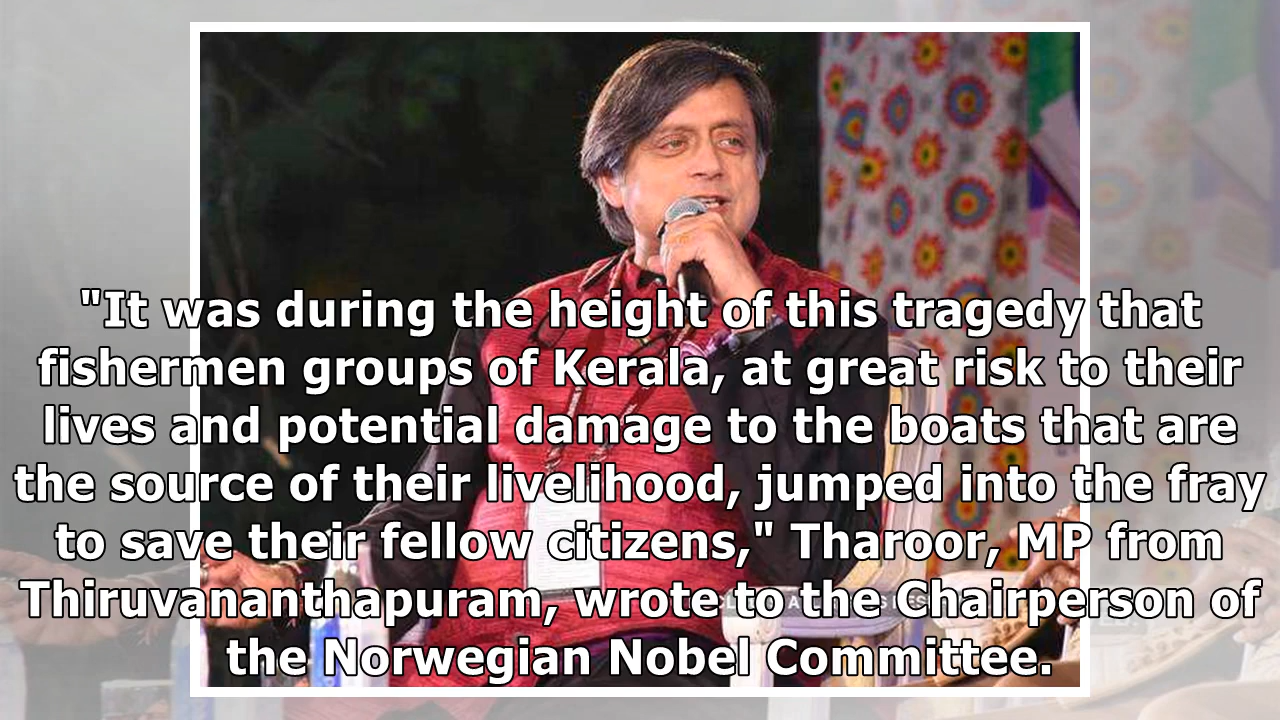 "It was during the height of this tragedy that
fishermen groups of Kerala, at great risk to their
lives and potential damage to the boats that are
the source of their livelihood, jumped into the fray
to save their fellow citizens," Tharoor, MP from
Thiruvananthapuram, wrote to the Chairperson of
the Norwegian Nobel Committee.